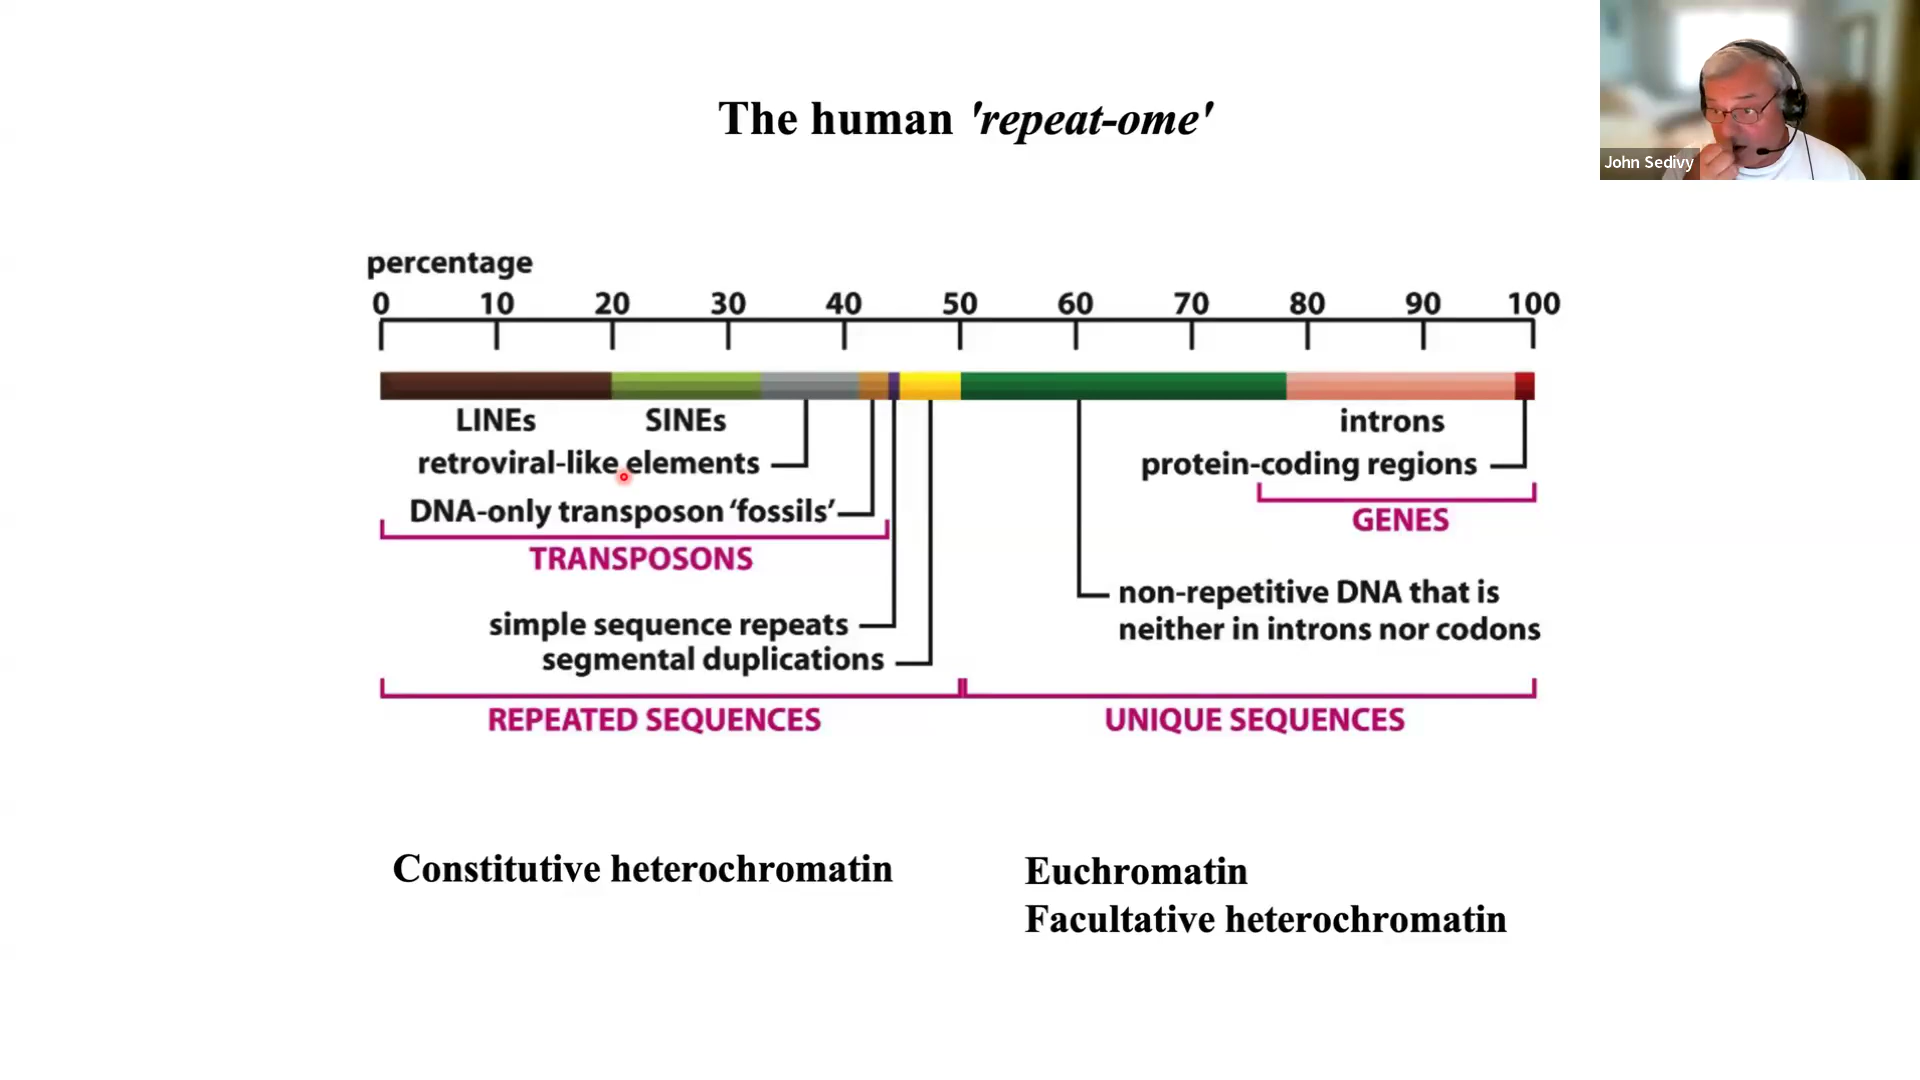 The human 'repeat-ome'
John Sedivy
percentage
0 10 20 30 40 50 60 70 80 90 100
LINEs SINEs introns
retroviral-like elements protein-coding regions
DNA-only transposon ‘fossils’ GENES
TRANSPOSONS
non-repetitive DNA that is
neither in introns nor codons
simple sequence repeats
segmental duplications
REPEATED SEQUENCES UNIQUE SEQUENCES
Constitutive heterochromatin Euchromatin
Facultative heterochromatin